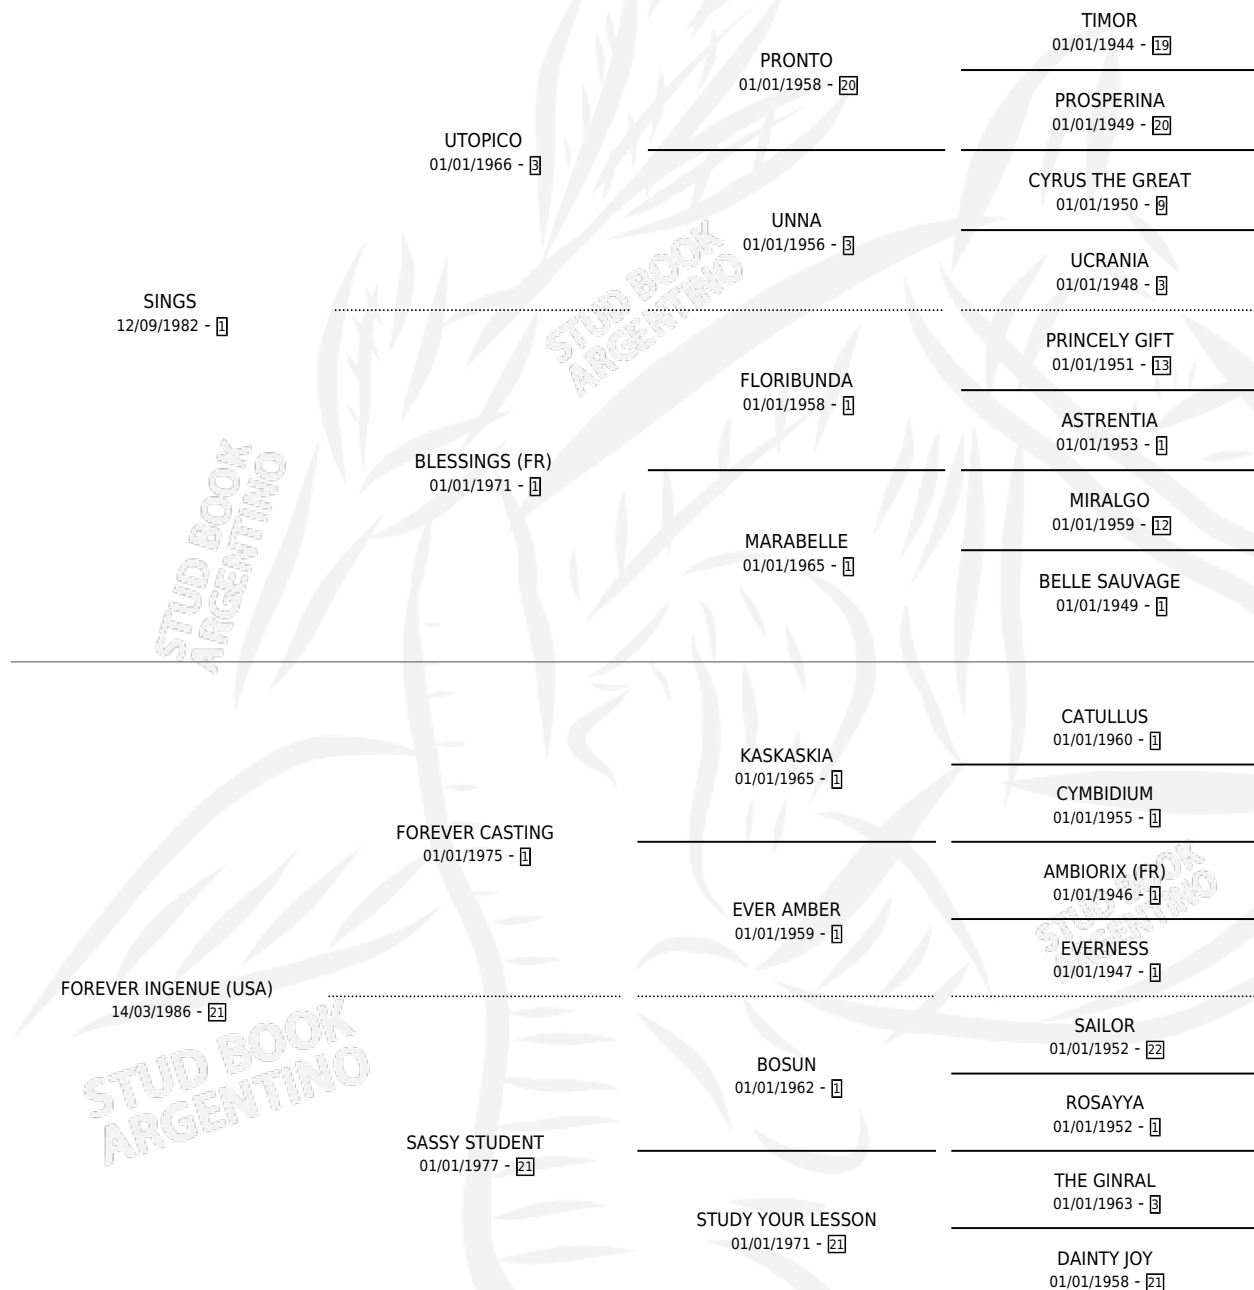 TIMOR
01/01/1944 - 19
PRONTO
01/01/1958 - 20
PROSPERINA
01/01/1949 - 20
UTOPICO
01/01/1966 - 3
CYRUS THE GREAT
01/01/1950 - 9
UNNA
01/01/1956 - 3
UCRANIA
01/01/1948 - 3
SINGS
12/09/1982 - 1
PRINCELY GIFT
01/01/1951 - 13
FLORIBUNDA
01/01/1958 - 1
ASTRENTIA
01/01/1953 - 1
BLESSINGS (FR)
01/01/1971 - 1
MIRALGO
01/01/1959 - 12
MARABELLE
01/01/1965 - 1
BELLE SAUVAGE
01/01/1949 - 1
CATULLUS
01/01/1960 - 1
KASKASKIA
01/01/1965 - 1
CYMBIDIUM
01/01/1955 - 1
FOREVER CASTING
01/01/1975 - 1
AMBIORIX (FR)
01/01/1946 - 1
EVER AMBER
01/01/1959 - 1
EVERNESS
01/01/1947 - 1
FOREVER INGENUE (USA)
14/03/1986 - 21
SAILOR
01/01/1952 - 22
BOSUN
01/01/1962 - 1
ROSAYYA
01/01/1952 - 1
SASSY STUDENT
01/01/1977 - 21
THE GINRAL
01/01/1963 - 3
STUDY YOUR LESSON
01/01/1971 - 21
DAINTY JOY
01/01/1958 - 21
STUD BOOK
ARGENTINO
STUD BOOK
ARGENTINO
STUD BOOK
ARGENTINO
STUD BOOK
ARGENTINO